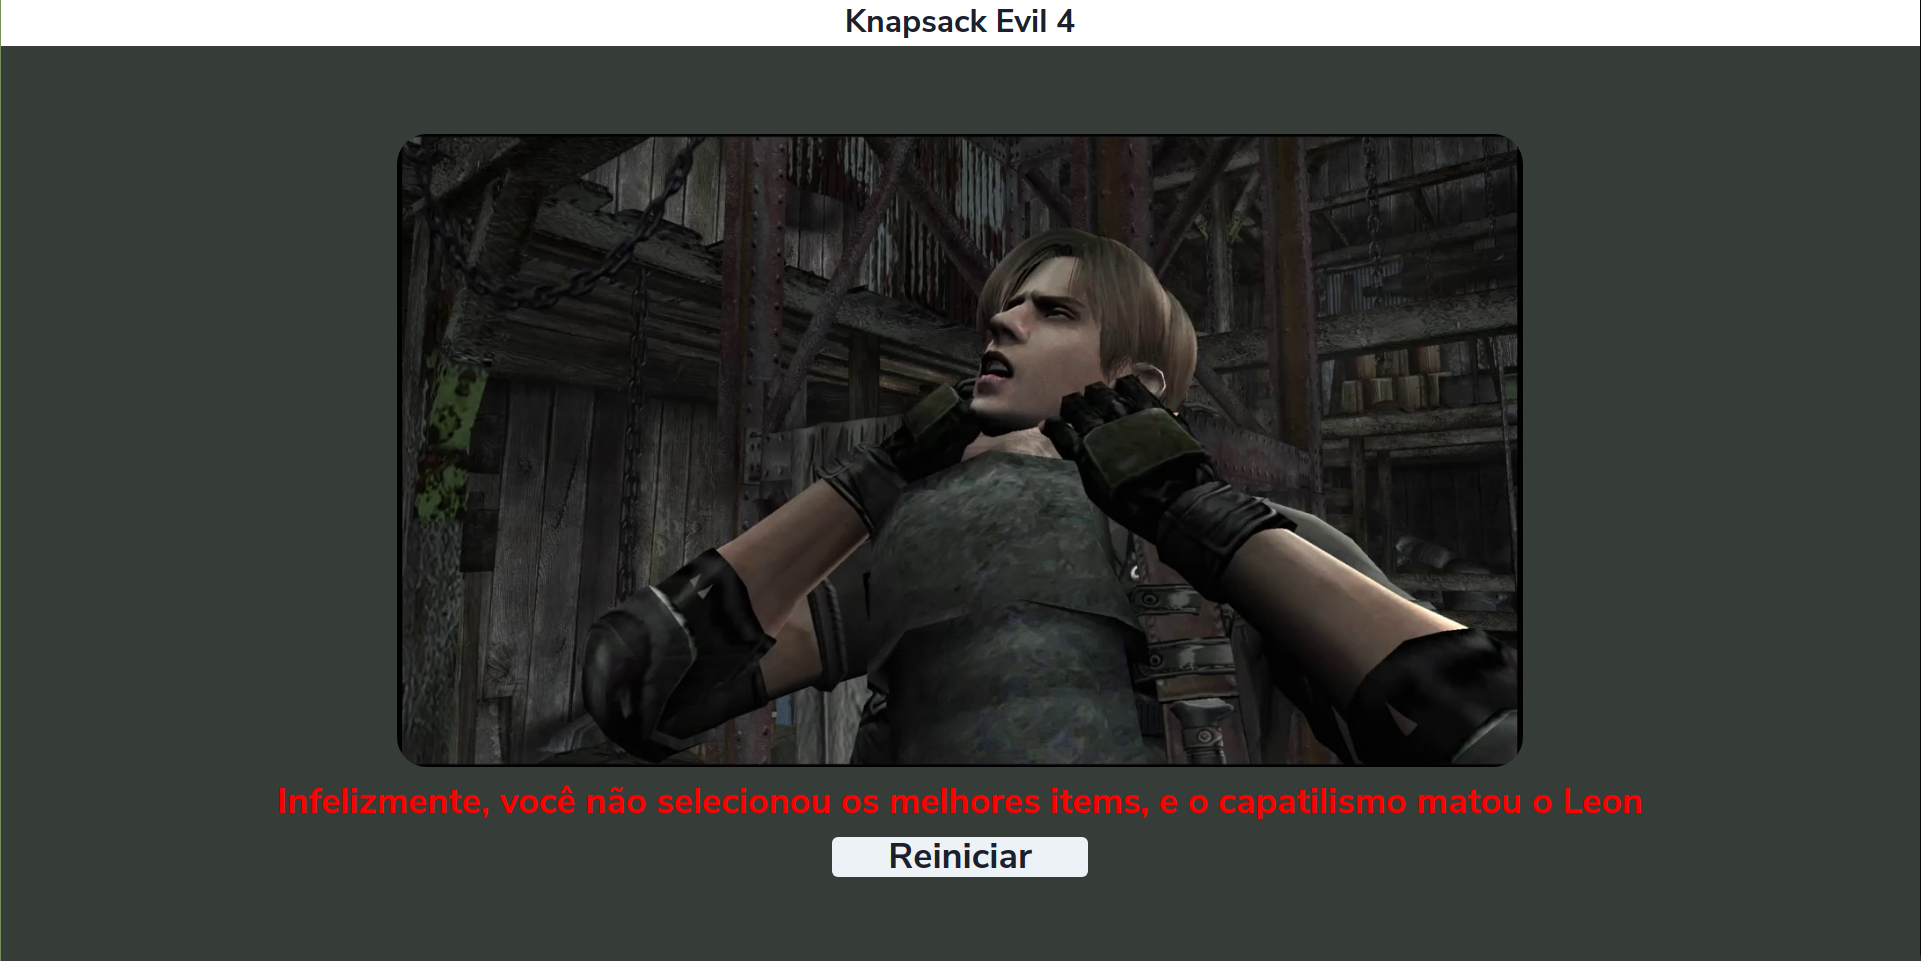 Knapsack Evil 4
Infelizmente, você não selecionou os melhores items, e o capatilismo matou o Leon
Reiniciar